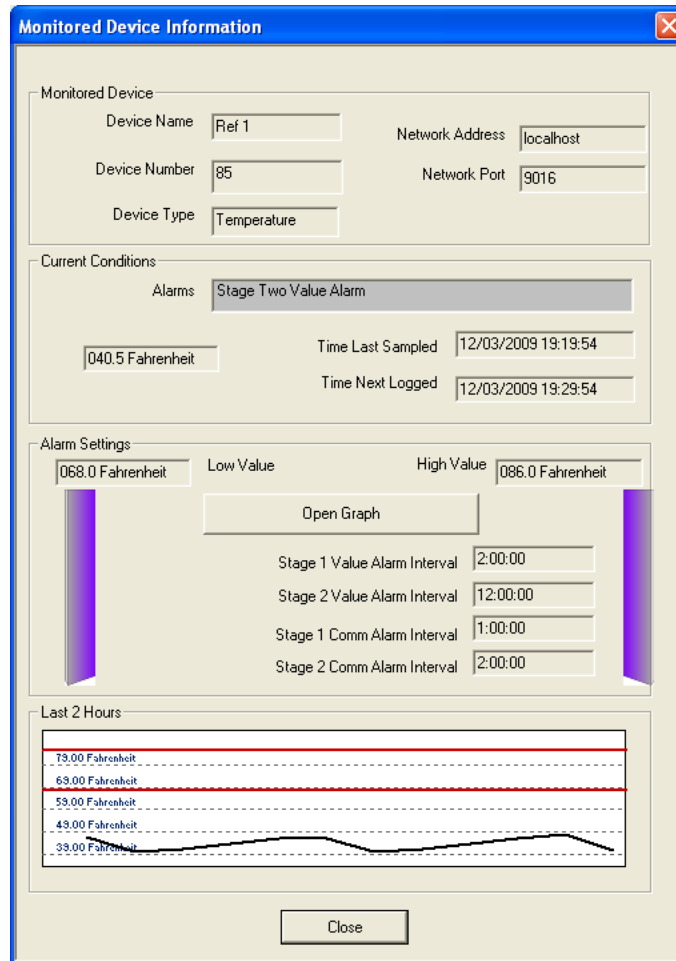 Monitored Device Information
Monitored Device
Device Name
Ref 1
Network Address
localhost
Device Number
85
Network Port
9016
Device Type
Temperature
Current Conditions
Alarms
Stage Two Value Alarm
040.5 Fahrenheit
Time Last Sampled
12/03/2009 19:19:54
Time Next Logged
12/03/2009 19:29:54
Alarm Settings
068.0 Fahrenheit
Low Value
High Value
086.0 Fahrenheit
Open Graph
Stage 1 Value Alarm Interval
2:00:00
Stage 2 Value Alarm Interval
12:00:00
Stage 1 Comm Alarm Interval
1:00:00
Stage 2 Comm Alarm Interval
2:00:00
Last 2 Hours
79.00 Fahrenheit
69.00 Fahrenheit
59.00 Fahrenheit
49.00 Fahrenheit
39.00 Fahrenheit
Close